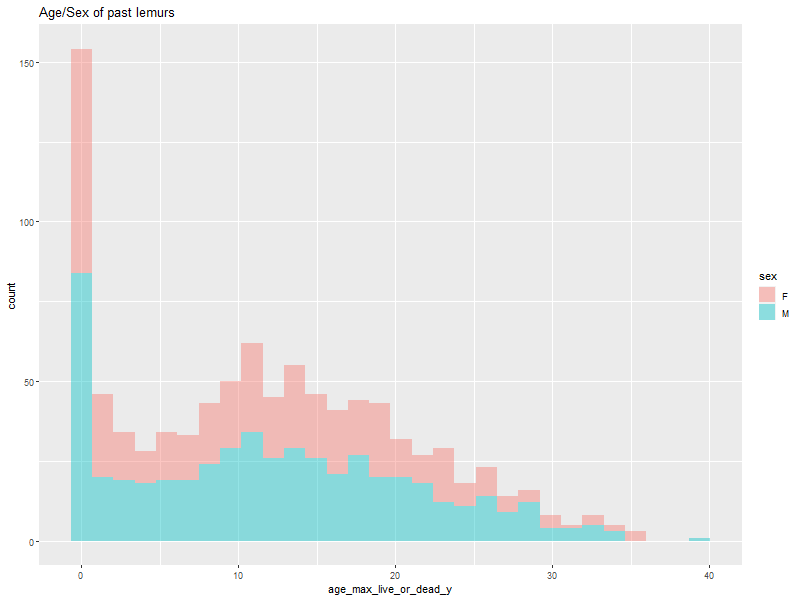 Age/Sex of past lemurs
150
100
50
0
count
0 10 20 30 40
age_max_live_or_dead_y
sex
F
M